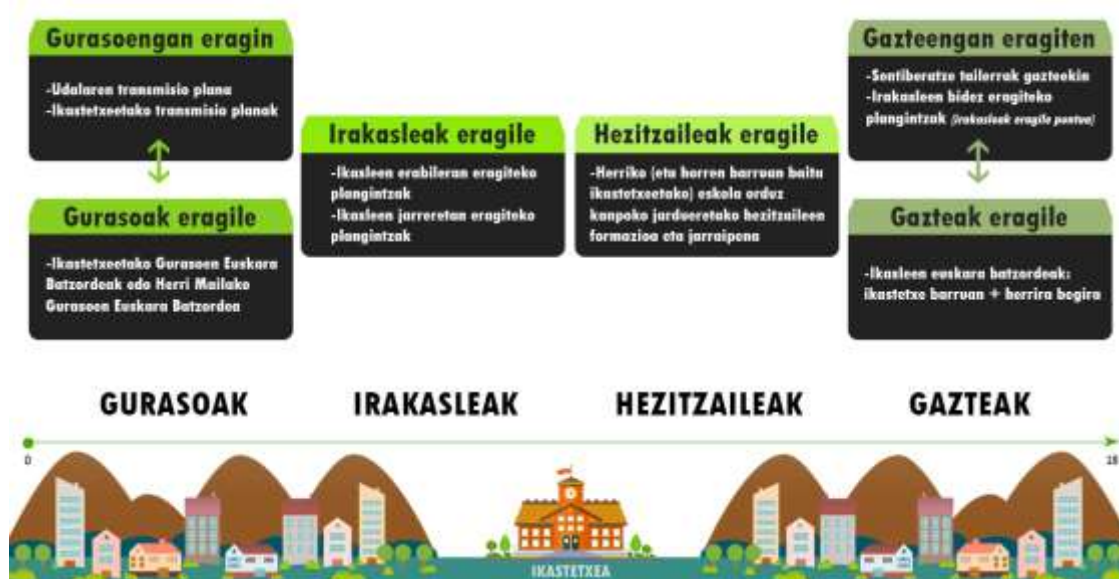 Gurasoengan eragin
-Udalaren transmisio plana
-Ikastetxeetako transmisio planak
Gurasoak eragile
-Ikastetxeetako Gurasoen Euskara
Batzordeak edo Herri Mailako
Gurasoen Euskara Batzordea
Irakasleak eragile
-Ikasleen erabileran eragiteko
plangintzak
-Ikasleen jarreretan eragiteko
plangintzak
Hezitzaileak eragile
-Herriko (eta horren barruan baita
ikastetxeetako) eskola orduz
kanpoko jardueretako hezitzaileen
formazioa eta jarraipena
Gazteengan eragiten
-Sentiberatze tailerrak gazteekin
-Irakasleen bidez eragiteko
plangintzak (irakasleak eragile puntua)
Gazteak eragile
-Ikasleen euskara batzordeak:
ikastetxe barruan + herrira begira
GURASOAK IRAKASLEAK HEZITZAILEAK GAZTEAK
0 18
IKASTETXEA